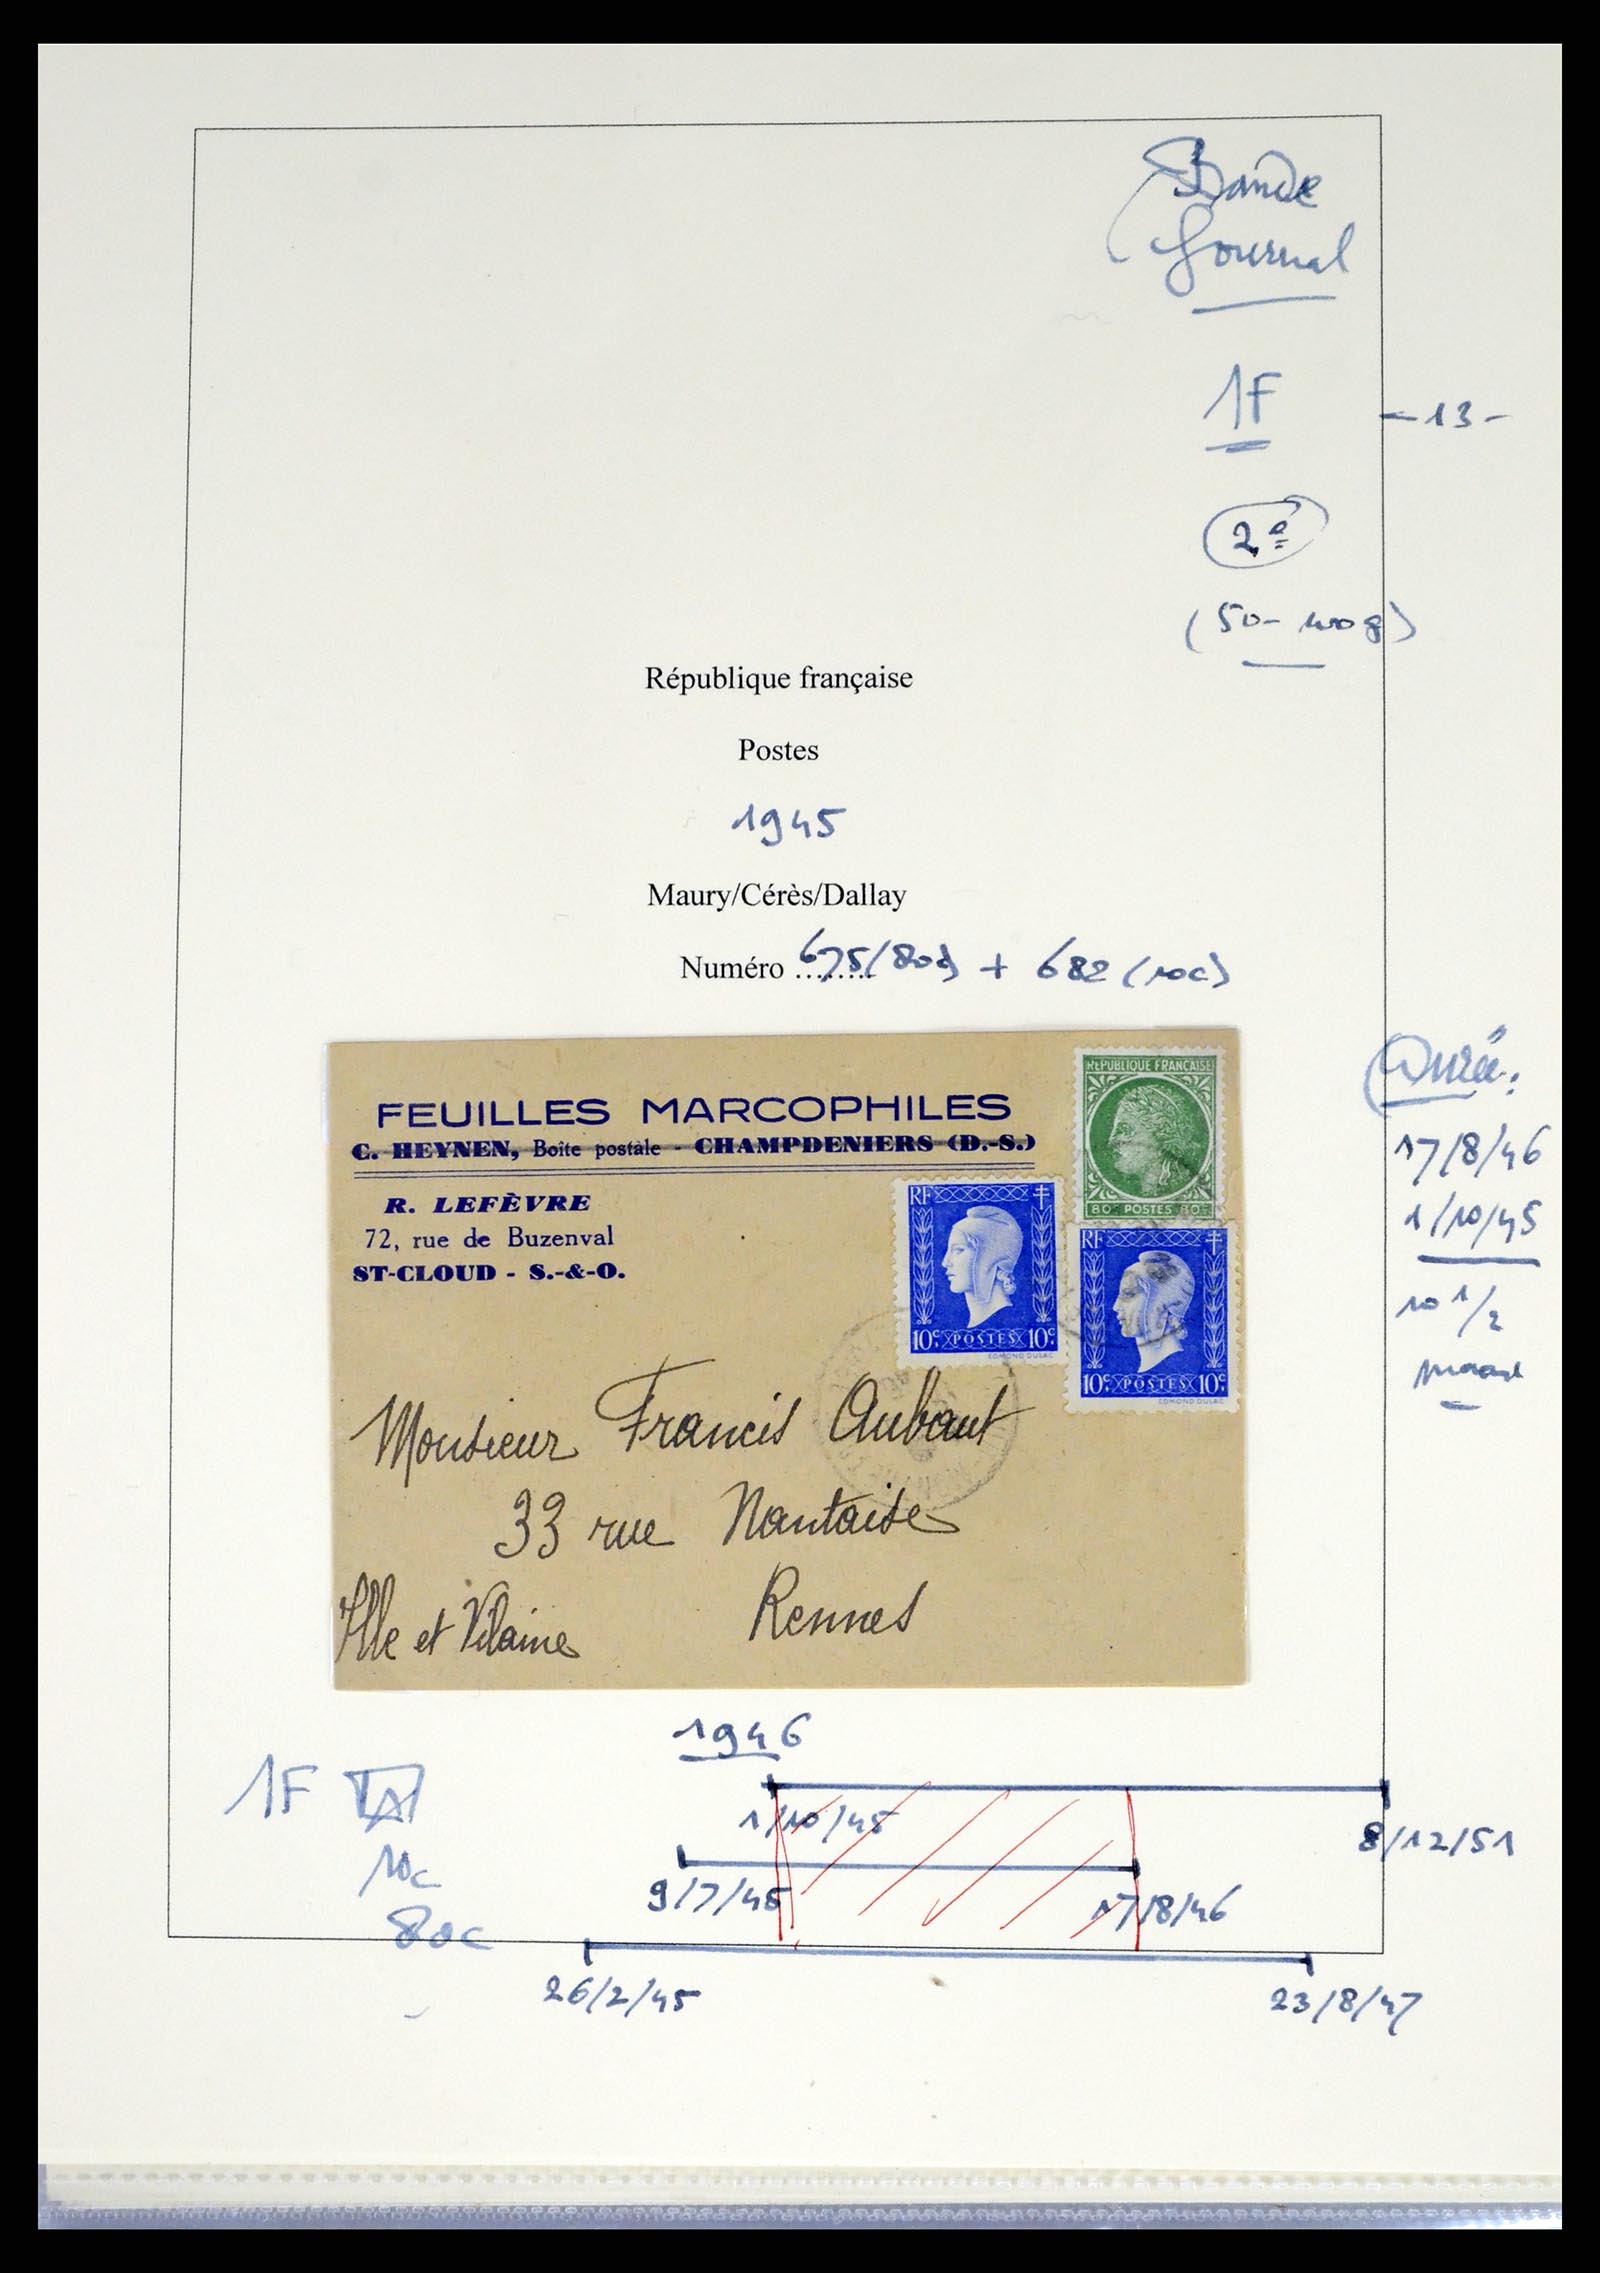 Bande
Journal
1F
- 13 -
2e
(50-100g)
République française
Postes
1945
Maury/Cérès/Dallay
Numéro ........ 675 (80c) + 682 (10c)
FEUILLES MARCOPHILES
C. HEYNEN, Boîte postale - CHAMPDENIERS (D.-S.)
R. LEFÈVRE
72, rue de Buzenval
ST-CLOUD - S.-&-O.
RÉPUBLIQUE FRANÇAISE
80c POSTES 80c
RF
10c POSTES 10c
EDMOND DULAC
RF
10c POSTES 10c
EDMOND DULAC
Monsieur Francis Aubaut
33 rue Nantaise
Rennes
Ille et Vilaine
Durée:
17/8/46
1/10/45
10 1/2
1946
1F
1/10/45
8/12/51
10c
9/7/45
17/8/46
80c
26/2/45
23/8/47